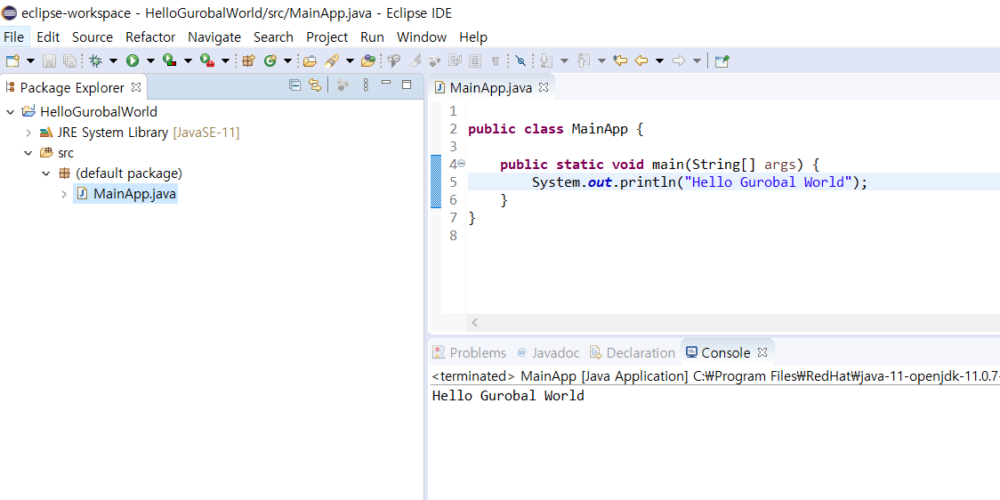 eclipse-workspace - HelloGurobalWorld/src/MainApp.java - Eclipse IDE
File Edit Source Refactor Navigate Search Project Run Window Help
Package Explorer
HelloGurobalWorld
JRE System Library [JavaSE-11]
src
(default package)
MainApp.java
MainApp.java
1
2 public class MainApp {
3
4 public static void main(String[] args) {
5 System.out.println("Hello Gurobal World");
6 }
7 }
8
Problems @ Javadoc Declaration Console
<terminated> MainApp [Java Application] C:₩Program Files₩RedHat₩java-11-openjdk-11.0.7-
Hello Gurobal World